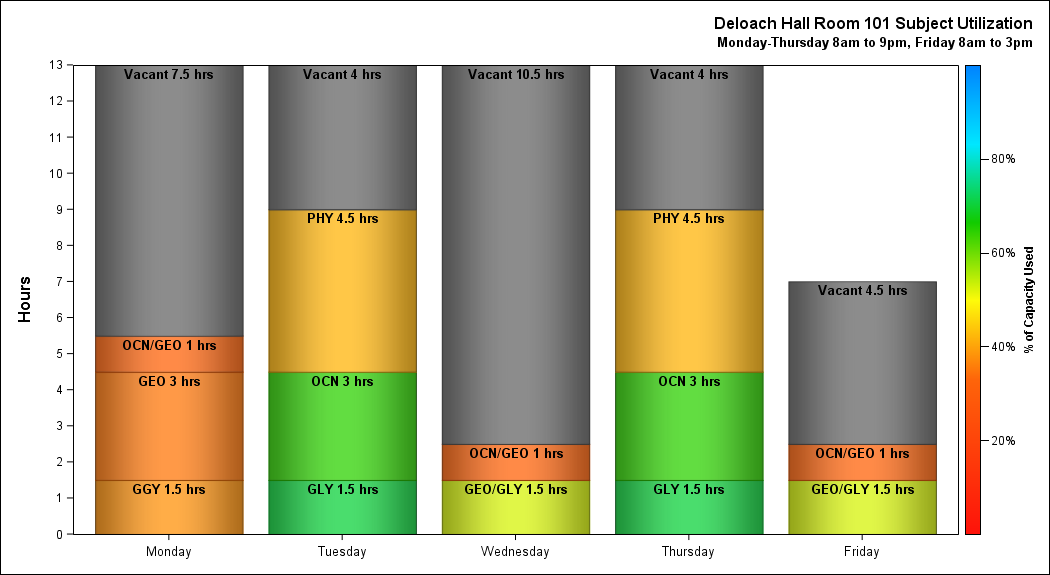 Deloach Hall Room 101 Subject Utilization
Monday-Thursday 8am to 9pm, Friday 8am to 3pm
Hours
13
12
11
10
9
8
7
6
5
4
3
2
1
0
Vacant 7.5 hrs
OCN/GEO 1 hrs
GEO 3 hrs
GGY 1.5 hrs
Vacant 4 hrs
PHY 4.5 hrs
OCN 3 hrs
GLY 1.5 hrs
Vacant 10.5 hrs
OCN/GEO 1 hrs
GEO/GLY 1.5 hrs
Vacant 4 hrs
PHY 4.5 hrs
OCN 3 hrs
GLY 1.5 hrs
Vacant 4.5 hrs
OCN/GEO 1 hrs
GEO/GLY 1.5 hrs
Monday
Tuesday
Wednesday
Thursday
Friday
80%
60%
40%
20%
% of Capacity Used